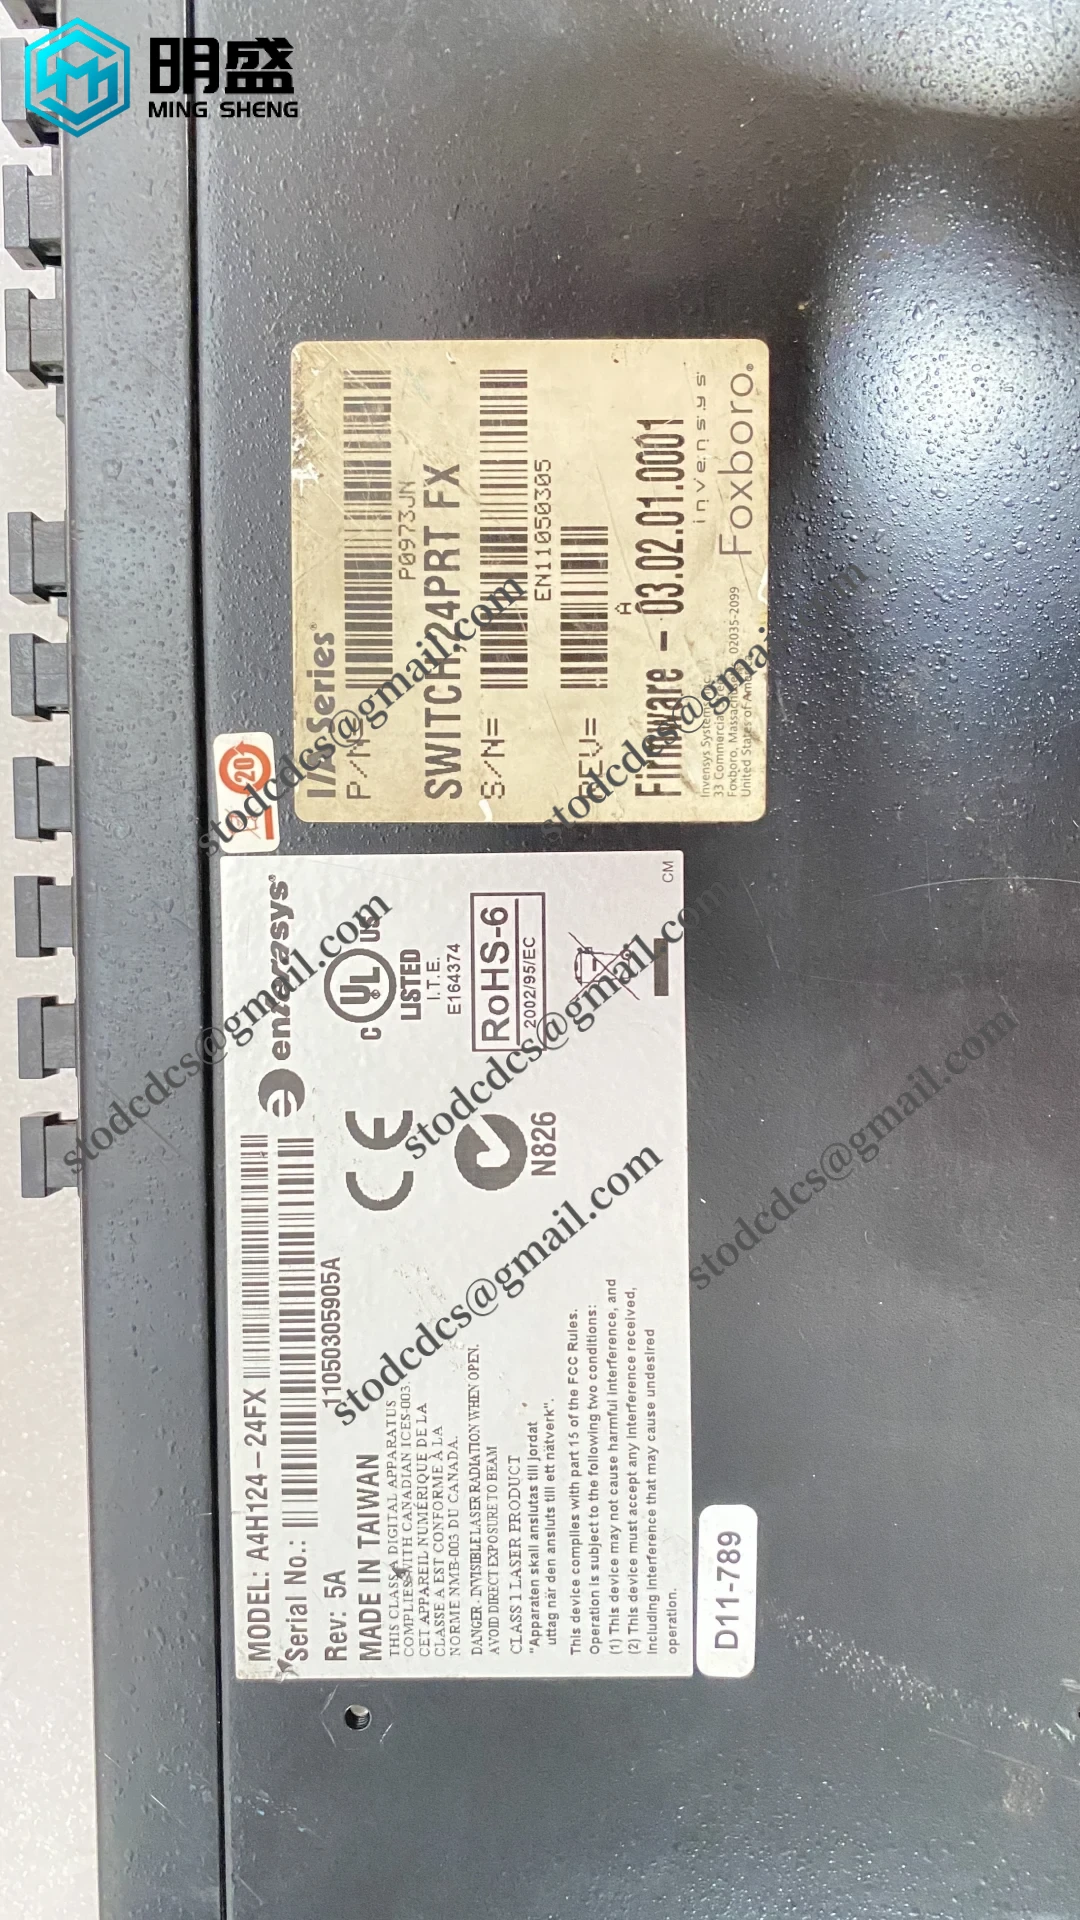 明盛
MING SHENG
I/A Series®
P/N=
P0973JN
SWITCH,24PRT FX
S/N=
EN11050305
REV=
A
Firmware - 03.02.01.0001
Invensys Systems
33 Commercial
Foxboro, Massachusetts 02035-2099
United States of America
invensys
Foxboro®
20
MODEL: A4H124-24FX
Serial No.:
11050305905A
Rev: 5A
MADE IN TAIWAN
THIS CLASS A DIGITAL APPARATUS
COMPLIES WITH CANADIAN ICES-003.
CET APPAREIL NUMÉRIQUE DE LA
CLASSE A EST CONFORME À LA
NORME NMB-003 DU CANADA.
DANGER - INVISIBLE LASER RADIATION WHEN OPEN.
AVOID DIRECT EXPOSURE TO BEAM
CLASS 1 LASER PRODUCT
"Apparaten skall anslutas till jordat
uttag när den ansluts till ett nätverk".
This device complies with part 15 of the FCC Rules.
Operation is subject to the following two conditions:
(1) This device may not cause harmful interference, and
(2) This device must accept any interference received,
including interference that may cause undesired
operation.
enterasys®
CE
N826
C UL ® US
LISTED
I.T.E.
E164374
RoHS-6
2002/95/EC
CM
D11-789
stodcdcs@gmail.com
stodcdcs@gmail.com
stodcdcs@gmail.com
stodcdcs@gmail.com
stodcdcs@gmail.com
stodcdcs@gmail.com